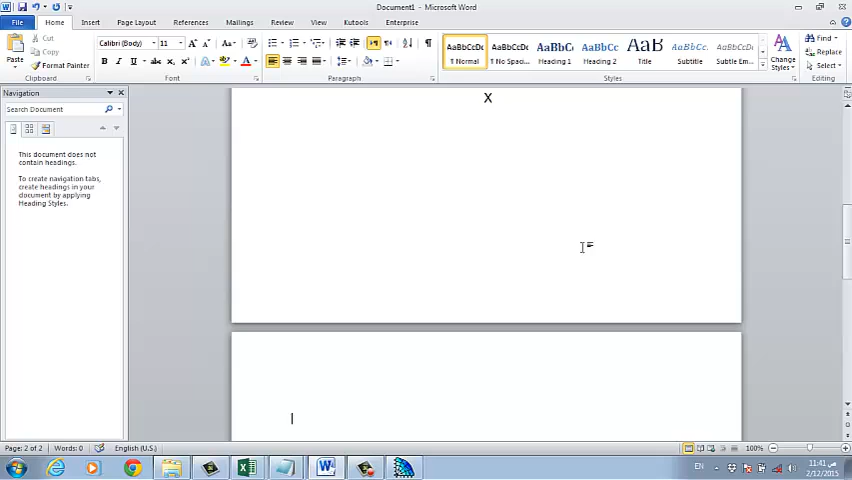 Document1 - Microsoft Word
File Home Insert Page Layout References Mailings Review View Kutools Enterprise
Paste
Cut
Copy
Format Painter
Clipboard
Calibri (Body) 11
Font
Paragraph
AaBbCcDc AaBbCcDc AaBbCc AaBbCc AaB AaBbCc. AaBbCcDc
¶ Normal ¶ No Spaci... Heading 1 Heading 2 Title Subtitle Subtle Em...
Styles
Change Styles
Find
Replace
Select
Editing
Navigation
Search Document
This document does not
contain headings.
To create navigation tabs,
create headings in your
document by applying
Heading Styles.
X
Page: 2 of 2 Words: 0 English (U.S.) 100%
EN
11:41 ص
2/12/2015